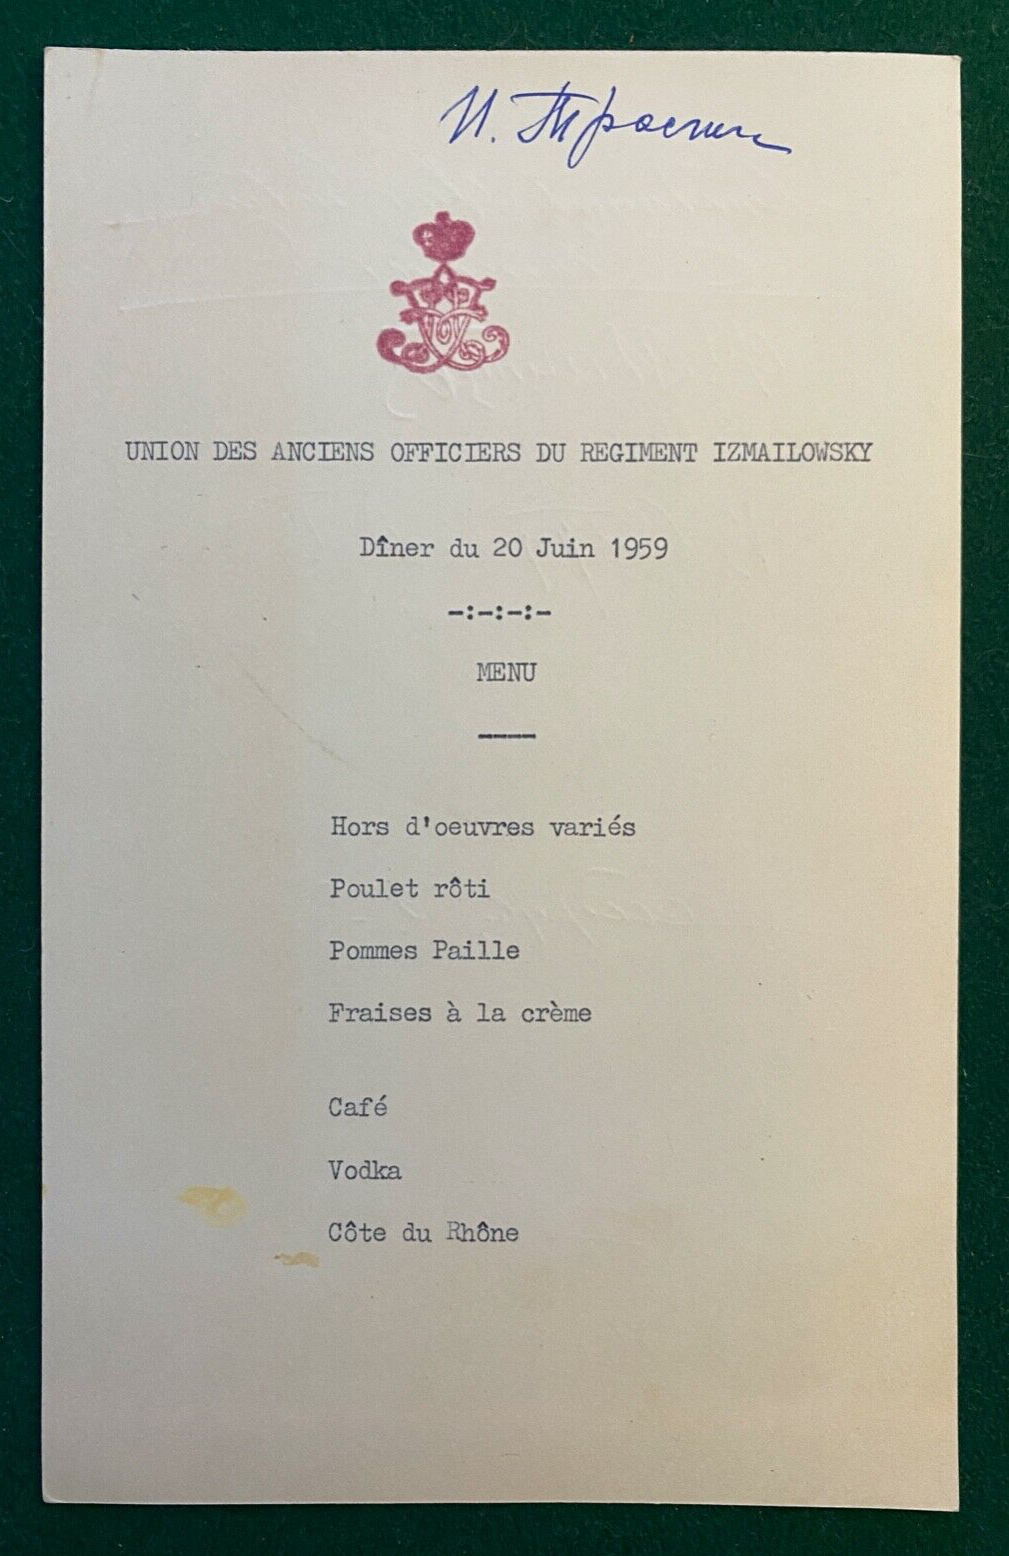 И.
UNION DES ANCIENS OFFICIERS DU REGIMENT IZMAILOWSKY
Dîner du 20 Juin 1959
-:-:-:-
MENU
----
Hors d'oeuvres variés
Poulet rôti
Pommes Paille
Fraises à la crème
Café
Vodka
Côte du Rhône